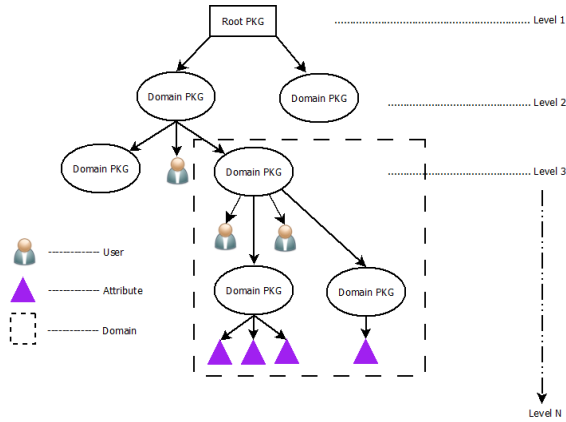 Root PKG
Level 1
Domain PKG
Domain PKG
Level 2
Domain PKG
Domain PKG
Level 3
User
Attribute
Domain PKG
Domain PKG
Domain
Level N